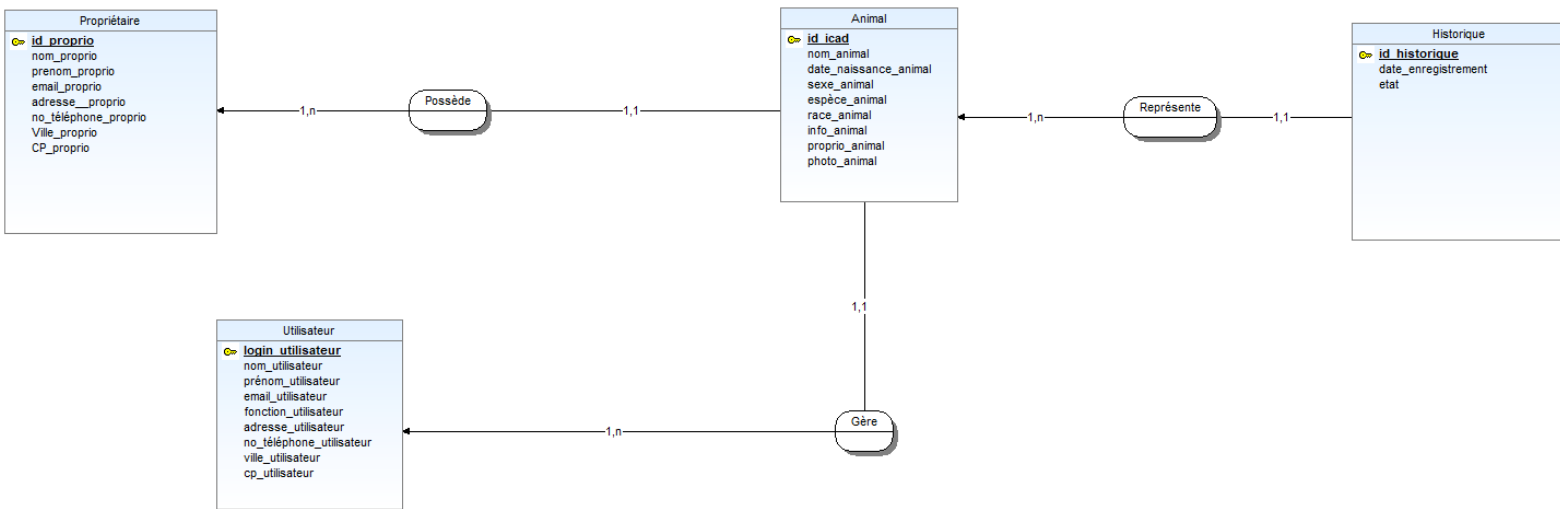 Propriétaire
id_proprio
nom_proprio
prenom_proprio
email_proprio
adresse__proprio
no_téléphone_proprio
Ville_proprio
CP_proprio
1,n
Possède
1,1
Animal
id_icad
nom_animal
date_naissance_animal
sexe_animal
espèce_animal
race_animal
info_animal
proprio_animal
photo_animal
1,n
Représente
1,1
Historique
id_historique
date_enregistrement
etat
1,1
Utilisateur
login_utilisateur
nom_utilisateur
prénom_utilisateur
email_utilisateur
fonction_utilisateur
adresse_utilisateur
no_téléphone_utilisateur
ville_utilisateur
cp_utilisateur
1,n
Gère